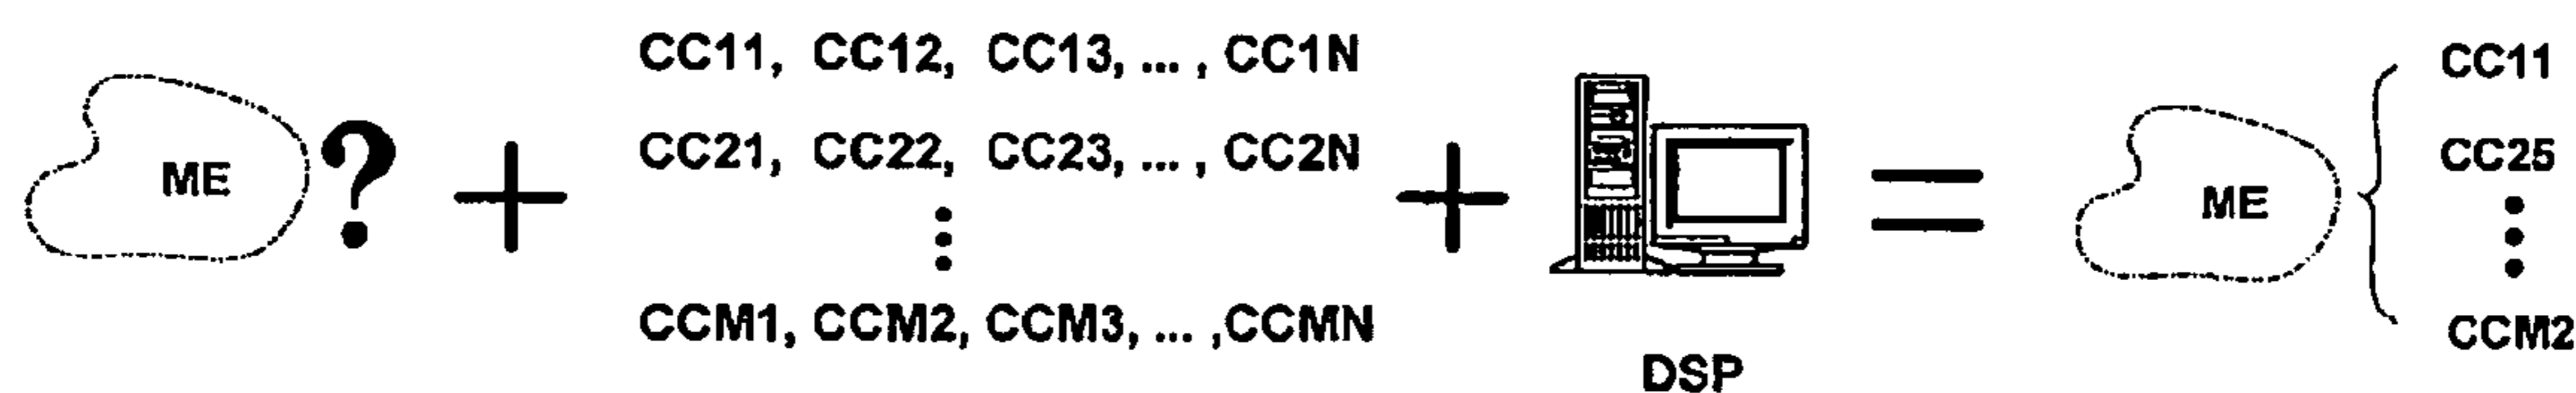 ME ?
+
CC11, CC12, CC13, ... , CC1N
CC21, CC22, CC23, ... , CC2N
⋮
CCM1, CCM2, CCM3, ... ,CCMN
+
DSP
=
ME
CC11
CC25
⋮
CCM2